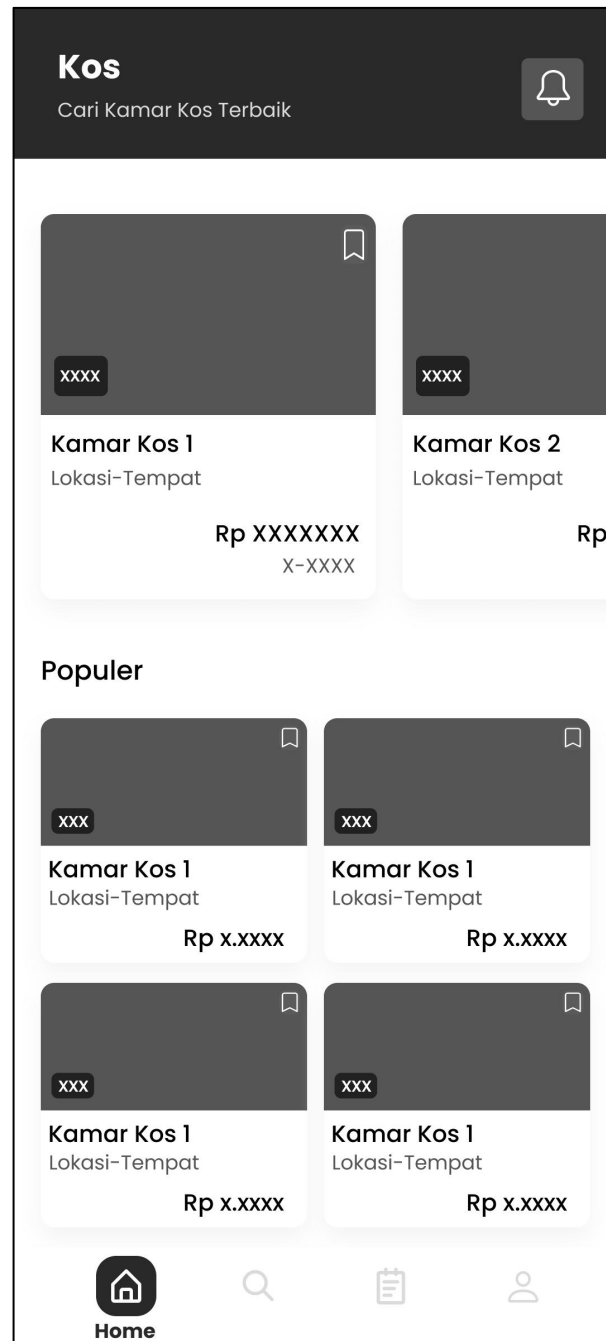 Kos
Cari Kamar Kos Terbaik
XXXX
XXXX
Kamar Kos 1
Kamar Kos 2
Lokasi-Tempat
Lokasi-Tempat
Rp XXXXXXX
Rp
X-XXXX
Populer
XXX
XXX
Kamar Kos 1
Kamar Kos 1
Lokasi-Tempat
Lokasi-Tempat
Rp x.xxxx
Rp x.xxxx
XXX
XXX
Kamar Kos 1
Kamar Kos 1
Lokasi-Tempat
Lokasi-Tempat
Rp x.xxxx
Rp x.xxxx
Home